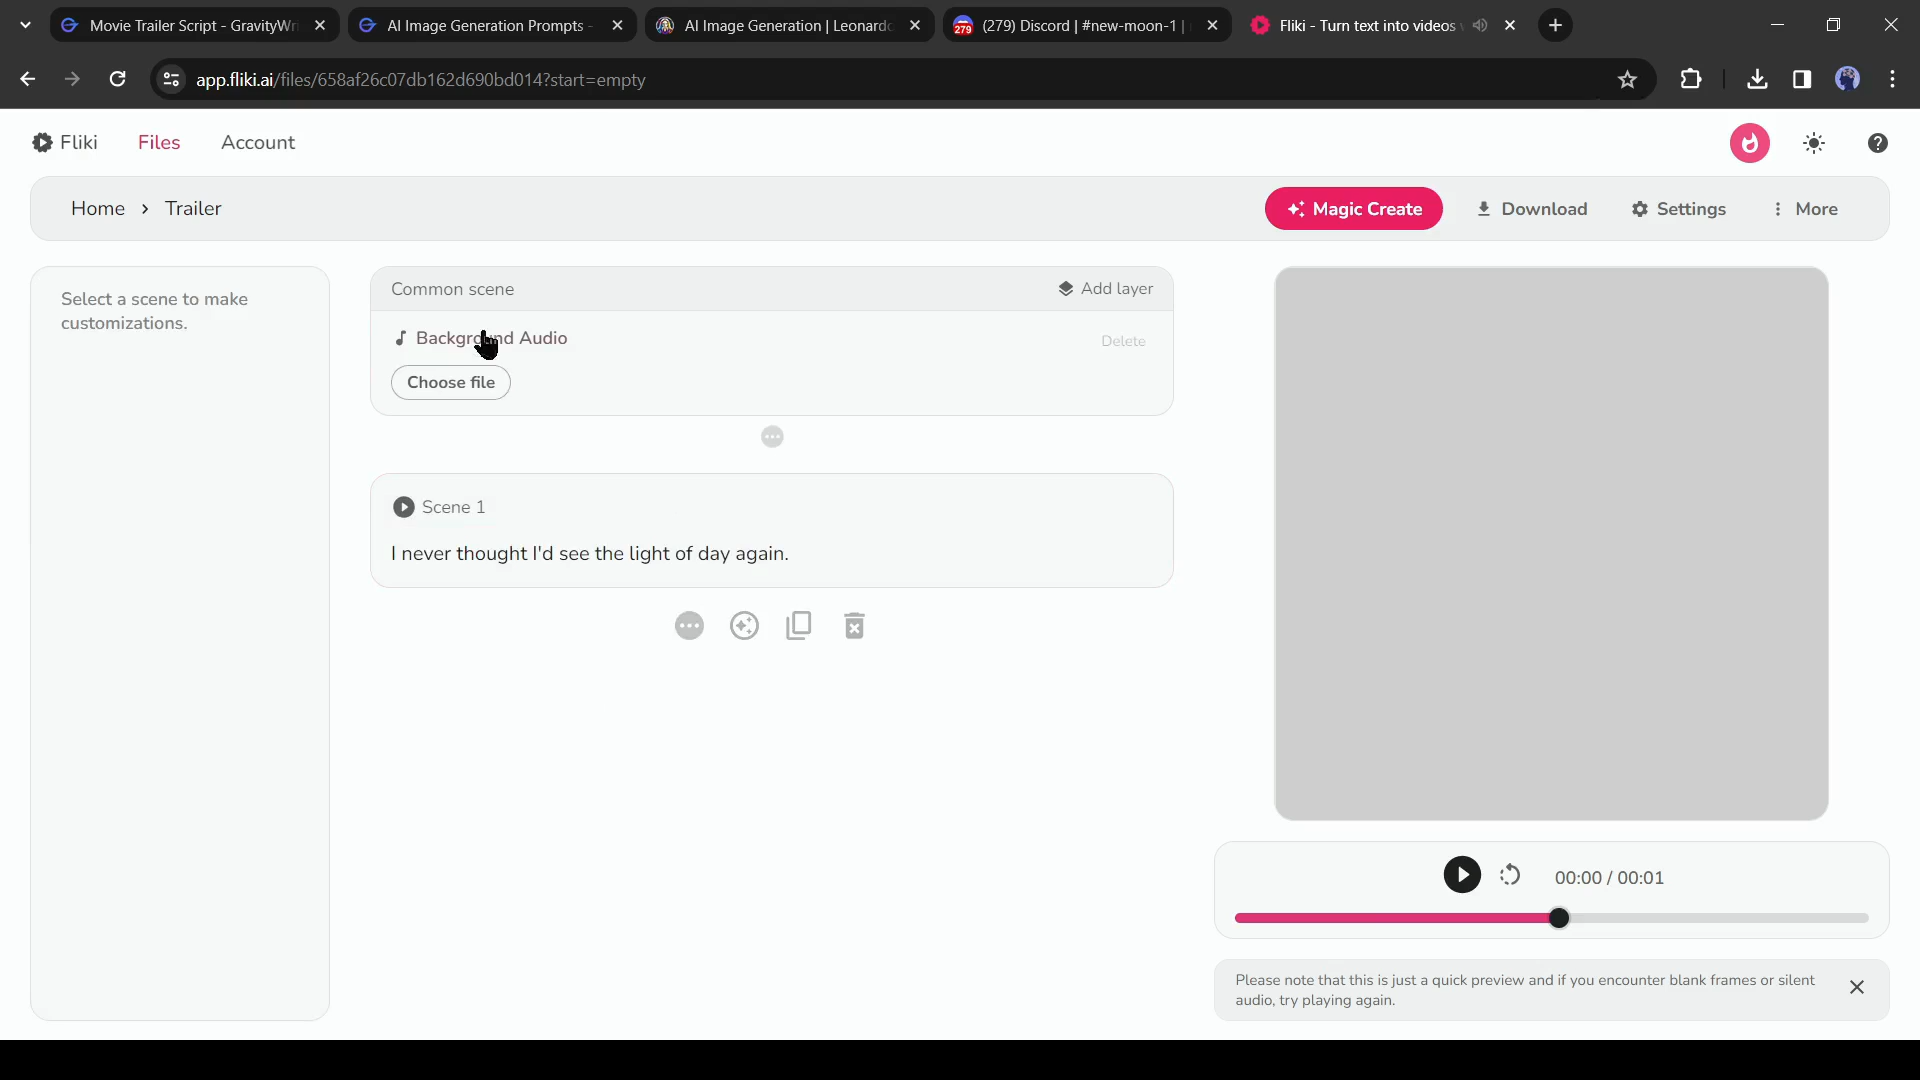 Movie Trailer Script - GravityWr
AI Image Generation Prompts -
AI Image Generation | Leonardo
279
(279) Discord | #new-moon-1 |
Fliki - Turn text into videos
app.fliki.ai/files/658af26c07db162d690bd014?start=empty
Fliki
Files
Account
Home > Trailer
Magic Create
Download
Settings
More
Select a scene to make
customizations.
Common scene
Add layer
Background Audio
Delete
Choose file
Scene 1
I never thought I'd see the light of day again.
00:00 / 00:01
Please note that this is just a quick preview and if you encounter blank frames or silent
audio, try playing again.